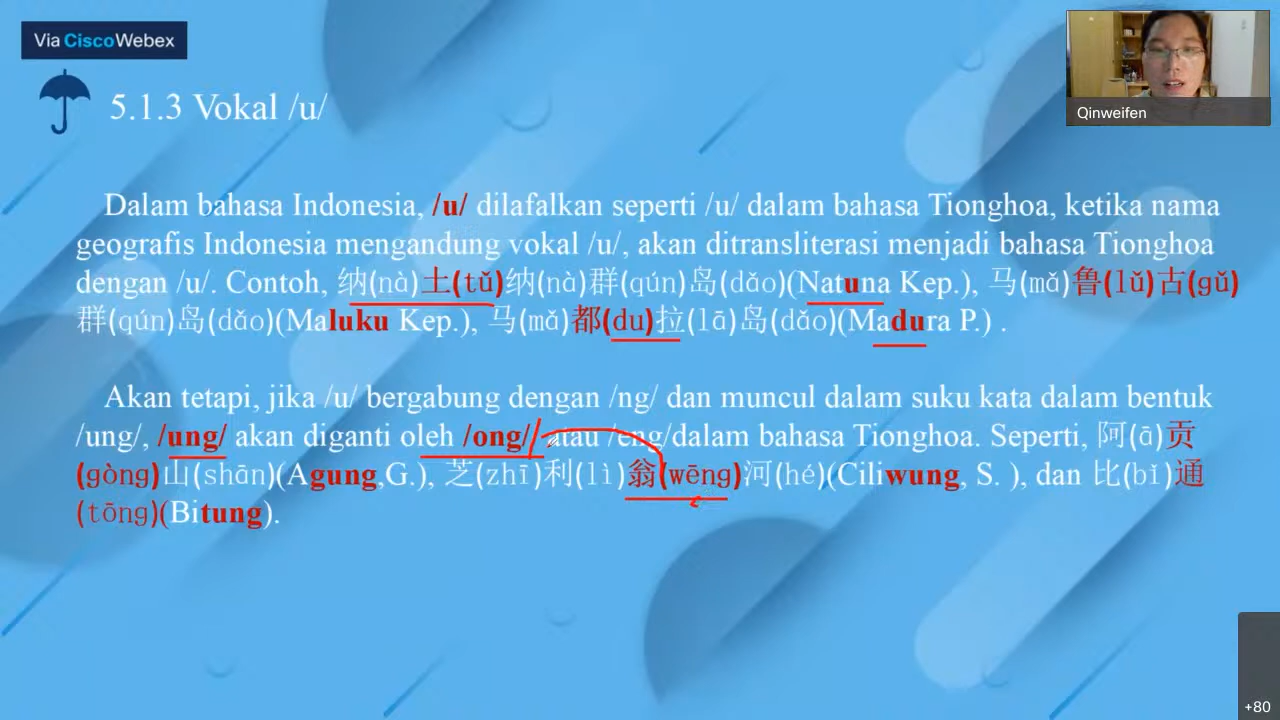 Via CiscoWebex
5.1.3 Vokal /u/
Qinweifen
Dalam bahasa Indonesia, /u/ dilafalkan seperti /u/ dalam bahasa Tionghoa, ketika nama
geografis Indonesia mengandung vokal /u/, akan ditransliterasi menjadi bahasa Tionghoa
dengan /u/. Contoh, 纳(nà)土(tǔ)纳(nà)群(qún)岛(dǎo)(Natuna Kep.), 马(mǎ)鲁(lǔ)古(gǔ)
群(qún)岛(dǎo)(Maluku Kep.), 马(mǎ)都(du)拉(lā)岛(dǎo)(Madura P.) .
Akan tetapi, jika /u/ bergabung dengan /ng/ dan muncul dalam suku kata dalam bentuk
/ung/, /ung/ akan diganti oleh /ong/ atau /eng/dalam bahasa Tionghoa. Seperti, 阿(ā)贡
(gòng)山(shān)(Agung,G.), 芝(zhī)利(lì)翁(wēng)河(hé)(Ciliwung, S. ), dan 比(bǐ)通
(tōng)(Bitung).
+80